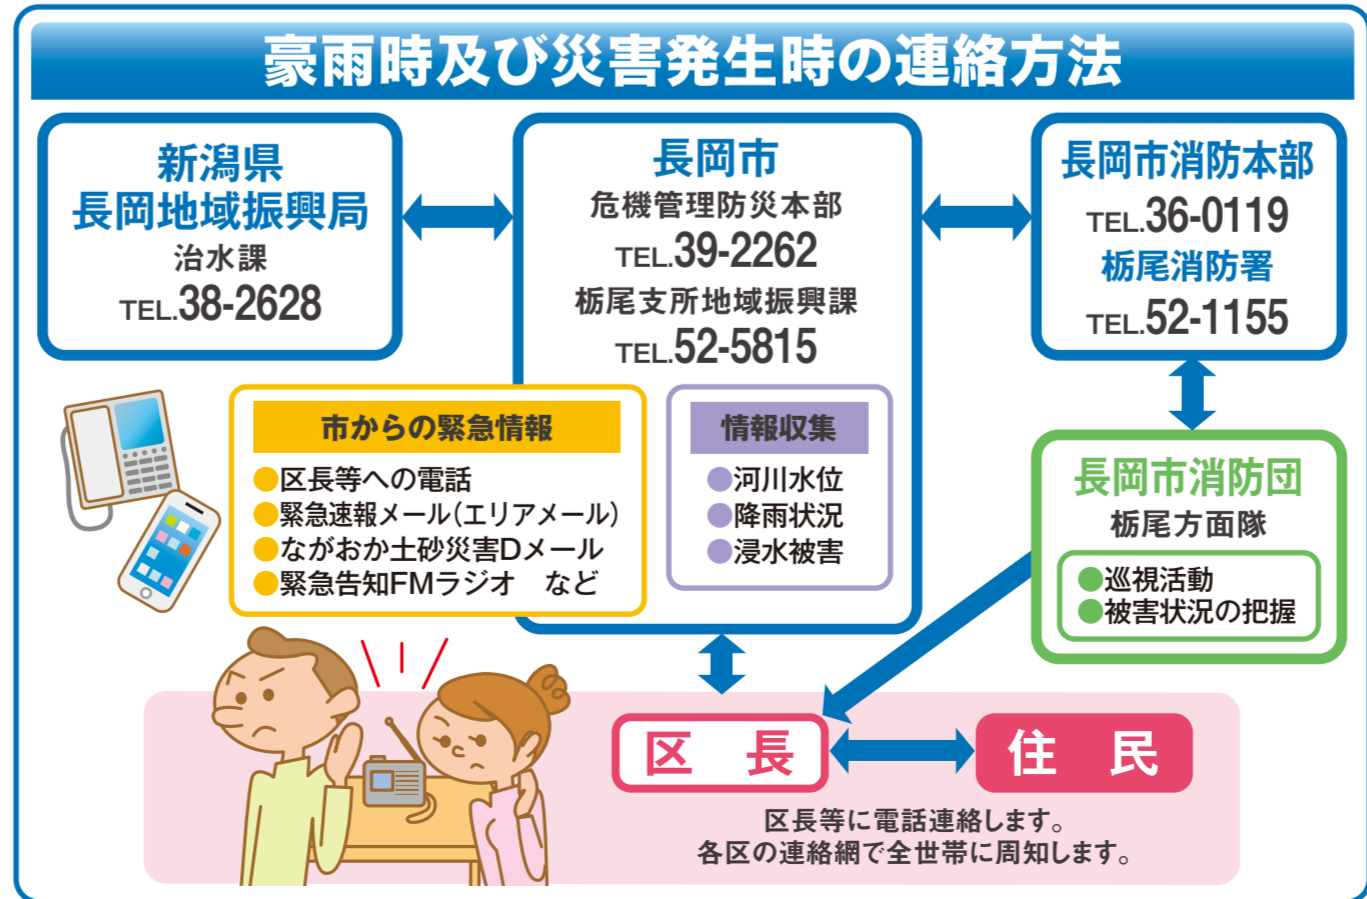 豪雨時及び災害発生時の連絡方法
新潟県
長岡地域振興局
治水課
TEL.38-2628
長岡市
危機管理防災本部
TEL.39-2262
栃尾支所地域振興課
TEL.52-5815
長岡市消防本部
TEL.36-0119
栃尾消防署
TEL.52-1155
市からの緊急情報
●区長等への電話
●緊急速報メール(エリアメール)
●ながおか土砂災害Dメール
●緊急告知FMラジオ　など
情報収集
●河川水位
●降雨状況
●浸水被害
長岡市消防団
栃尾方面隊
●巡視活動
●被害状況の把握
区　長
住　民
区長等に電話連絡します。
各区の連絡網で全世帯に周知します。